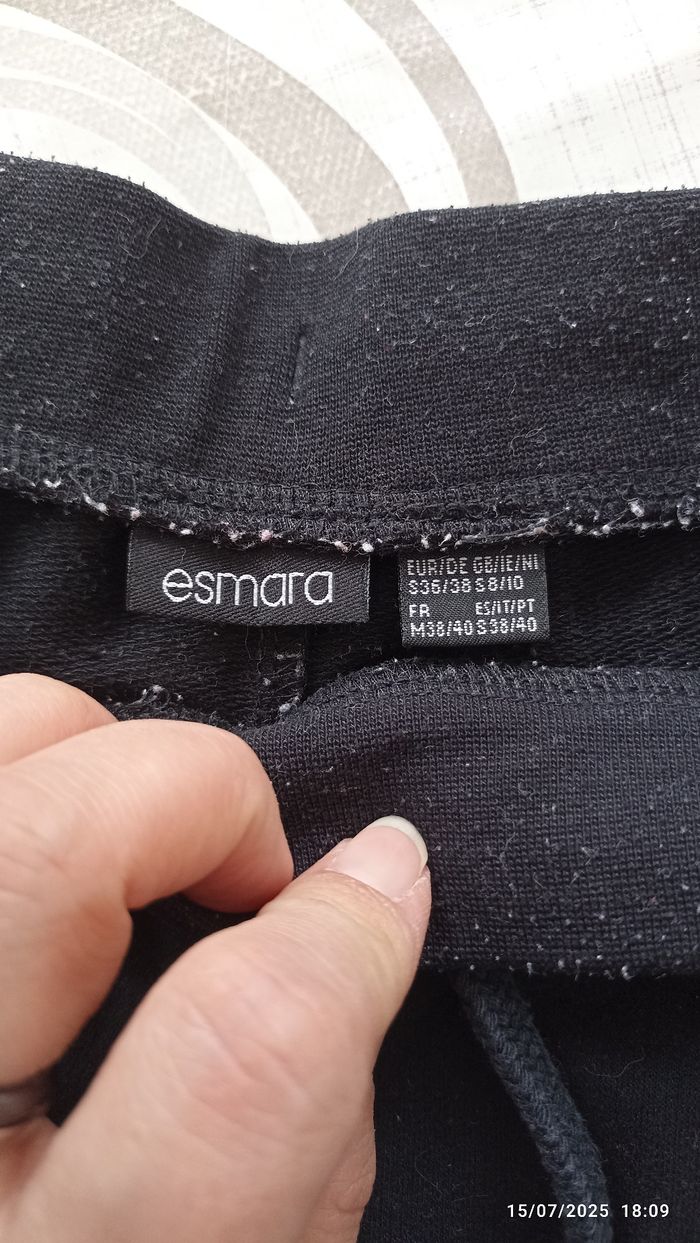 esmara
EUR/DE GB/IE/NI
S36/38 S8/10
FR ES/IT/PT
M38/40 S38/40
15/07/2025 18:09